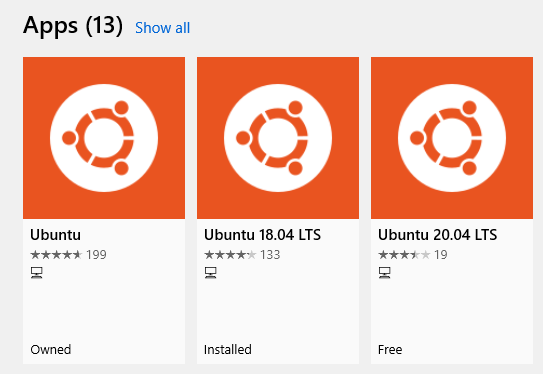 Apps (13) Show all
Ubuntu
199
Owned
Ubuntu 18.04 LTS
133
Installed
Ubuntu 20.04 LTS
19
Free